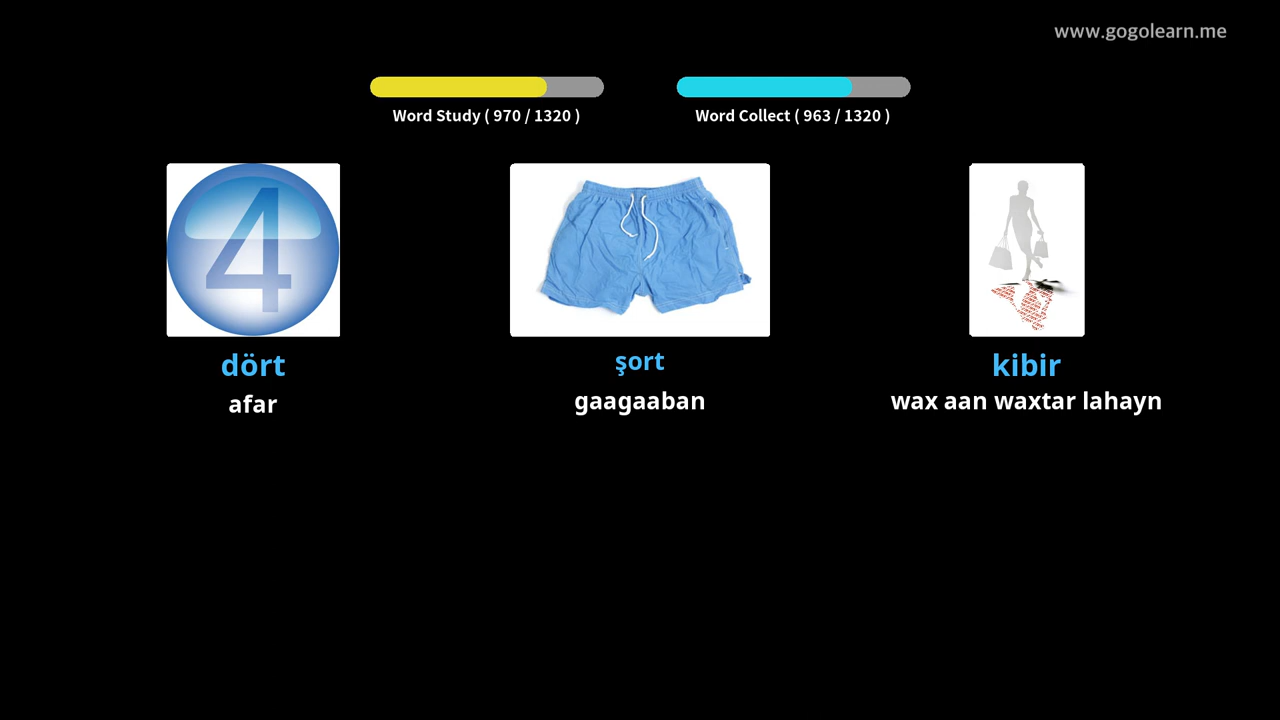 www.gogolearn.me
Word Study ( 970 / 1320 )
Word Collect ( 963 / 1320 )
4
dört
şort
kibir
afar
gaagaaban
wax aan waxtar lahayn